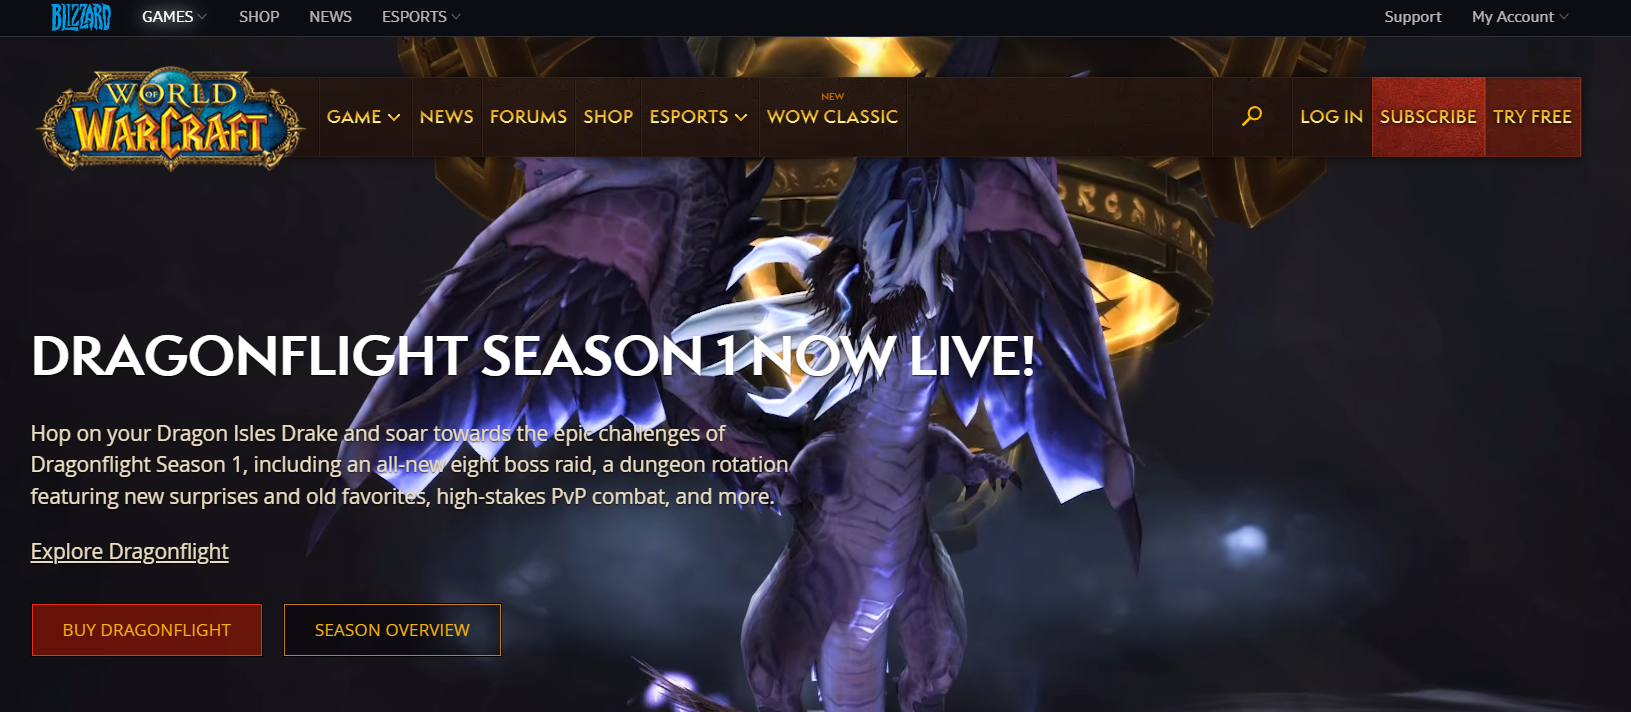 BLIZZARD
GAMES SHOP NEWS ESPORTS Support My Account
WORLD OF WARCRAFT
GAME NEWS FORUMS SHOP ESPORTS NEW WOW CLASSIC LOG IN SUBSCRIBE TRY FREE
DRAGONFLIGHT SEASON 1 NOW LIVE!
Hop on your Dragon Isles Drake and soar towards the epic challenges of
Dragonflight Season 1, including an all-new eight boss raid, a dungeon rotation
featuring new surprises and old favorites, high-stakes PvP combat, and more.
Explore Dragonflight
BUY DRAGONFLIGHT SEASON OVERVIEW